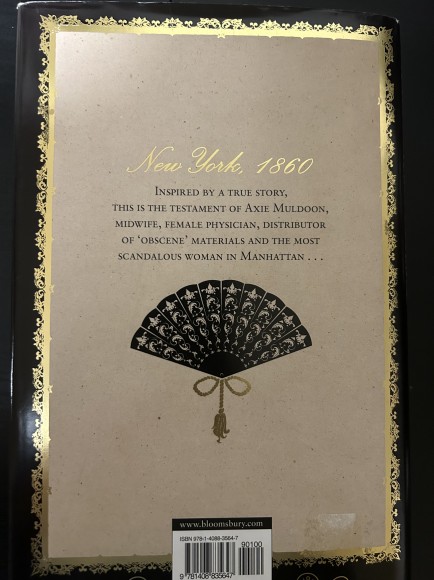 New York, 1860
Inspired by a true story,
this is the testament of Axie Muldoon,
midwife, female physician, distributor
of ‘obscene’ materials and the most
scandalous woman in Manhattan . . .
www.bloomsbury.com
ISBN 978-1-4088-3564-7
90100
9 781408 835647